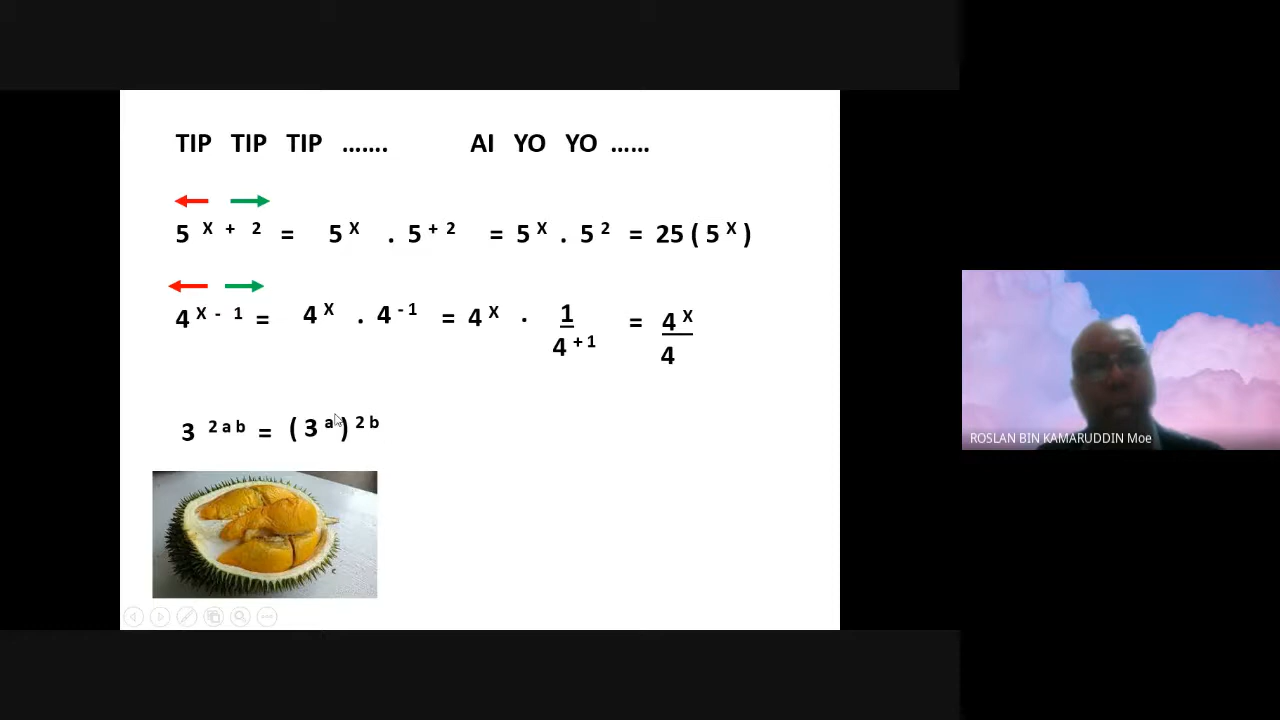 TIP TIP TIP ....... AI YO YO ......
5 ^X + 2 = 5 ^X . 5 ^+ 2 = 5 ^X . 5 ^2 = 25 ( 5 ^X )
4 ^X - 1 = 4 ^X . 4 ^- 1 = 4 ^X . 1 / 4 ^+ 1 = 4 ^X / 4
3 ^2 a b = ( 3 ^a ) ^2 b
ROSLAN BIN KAMARUDDIN Moe